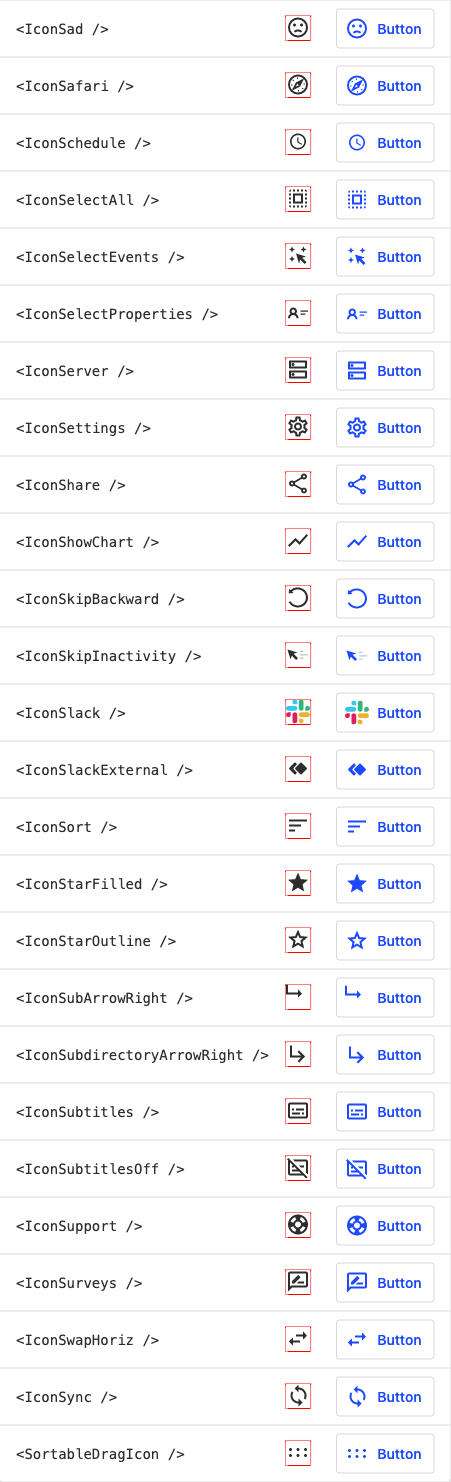 <IconSad /> Button
<IconSafari /> Button
<IconSchedule /> Button
<IconSelectAll /> Button
<IconSelectEvents /> Button
<IconSelectProperties /> Button
<IconServer /> Button
<IconSettings /> Button
<IconShare /> Button
<IconShowChart /> Button
<IconSkipBackward /> Button
<IconSkipInactivity /> Button
<IconSlack /> Button
<IconSlackExternal /> Button
<IconSort /> Button
<IconStarFilled /> Button
<IconStarOutline /> Button
<IconSubArrowRight /> Button
<IconSubdirectoryArrowRight /> Button
<IconSubtitles /> Button
<IconSubtitlesOff /> Button
<IconSupport /> Button
<IconSurveys /> Button
<IconSwapHoriz /> Button
<IconSync /> Button
<SortableDragIcon /> Button